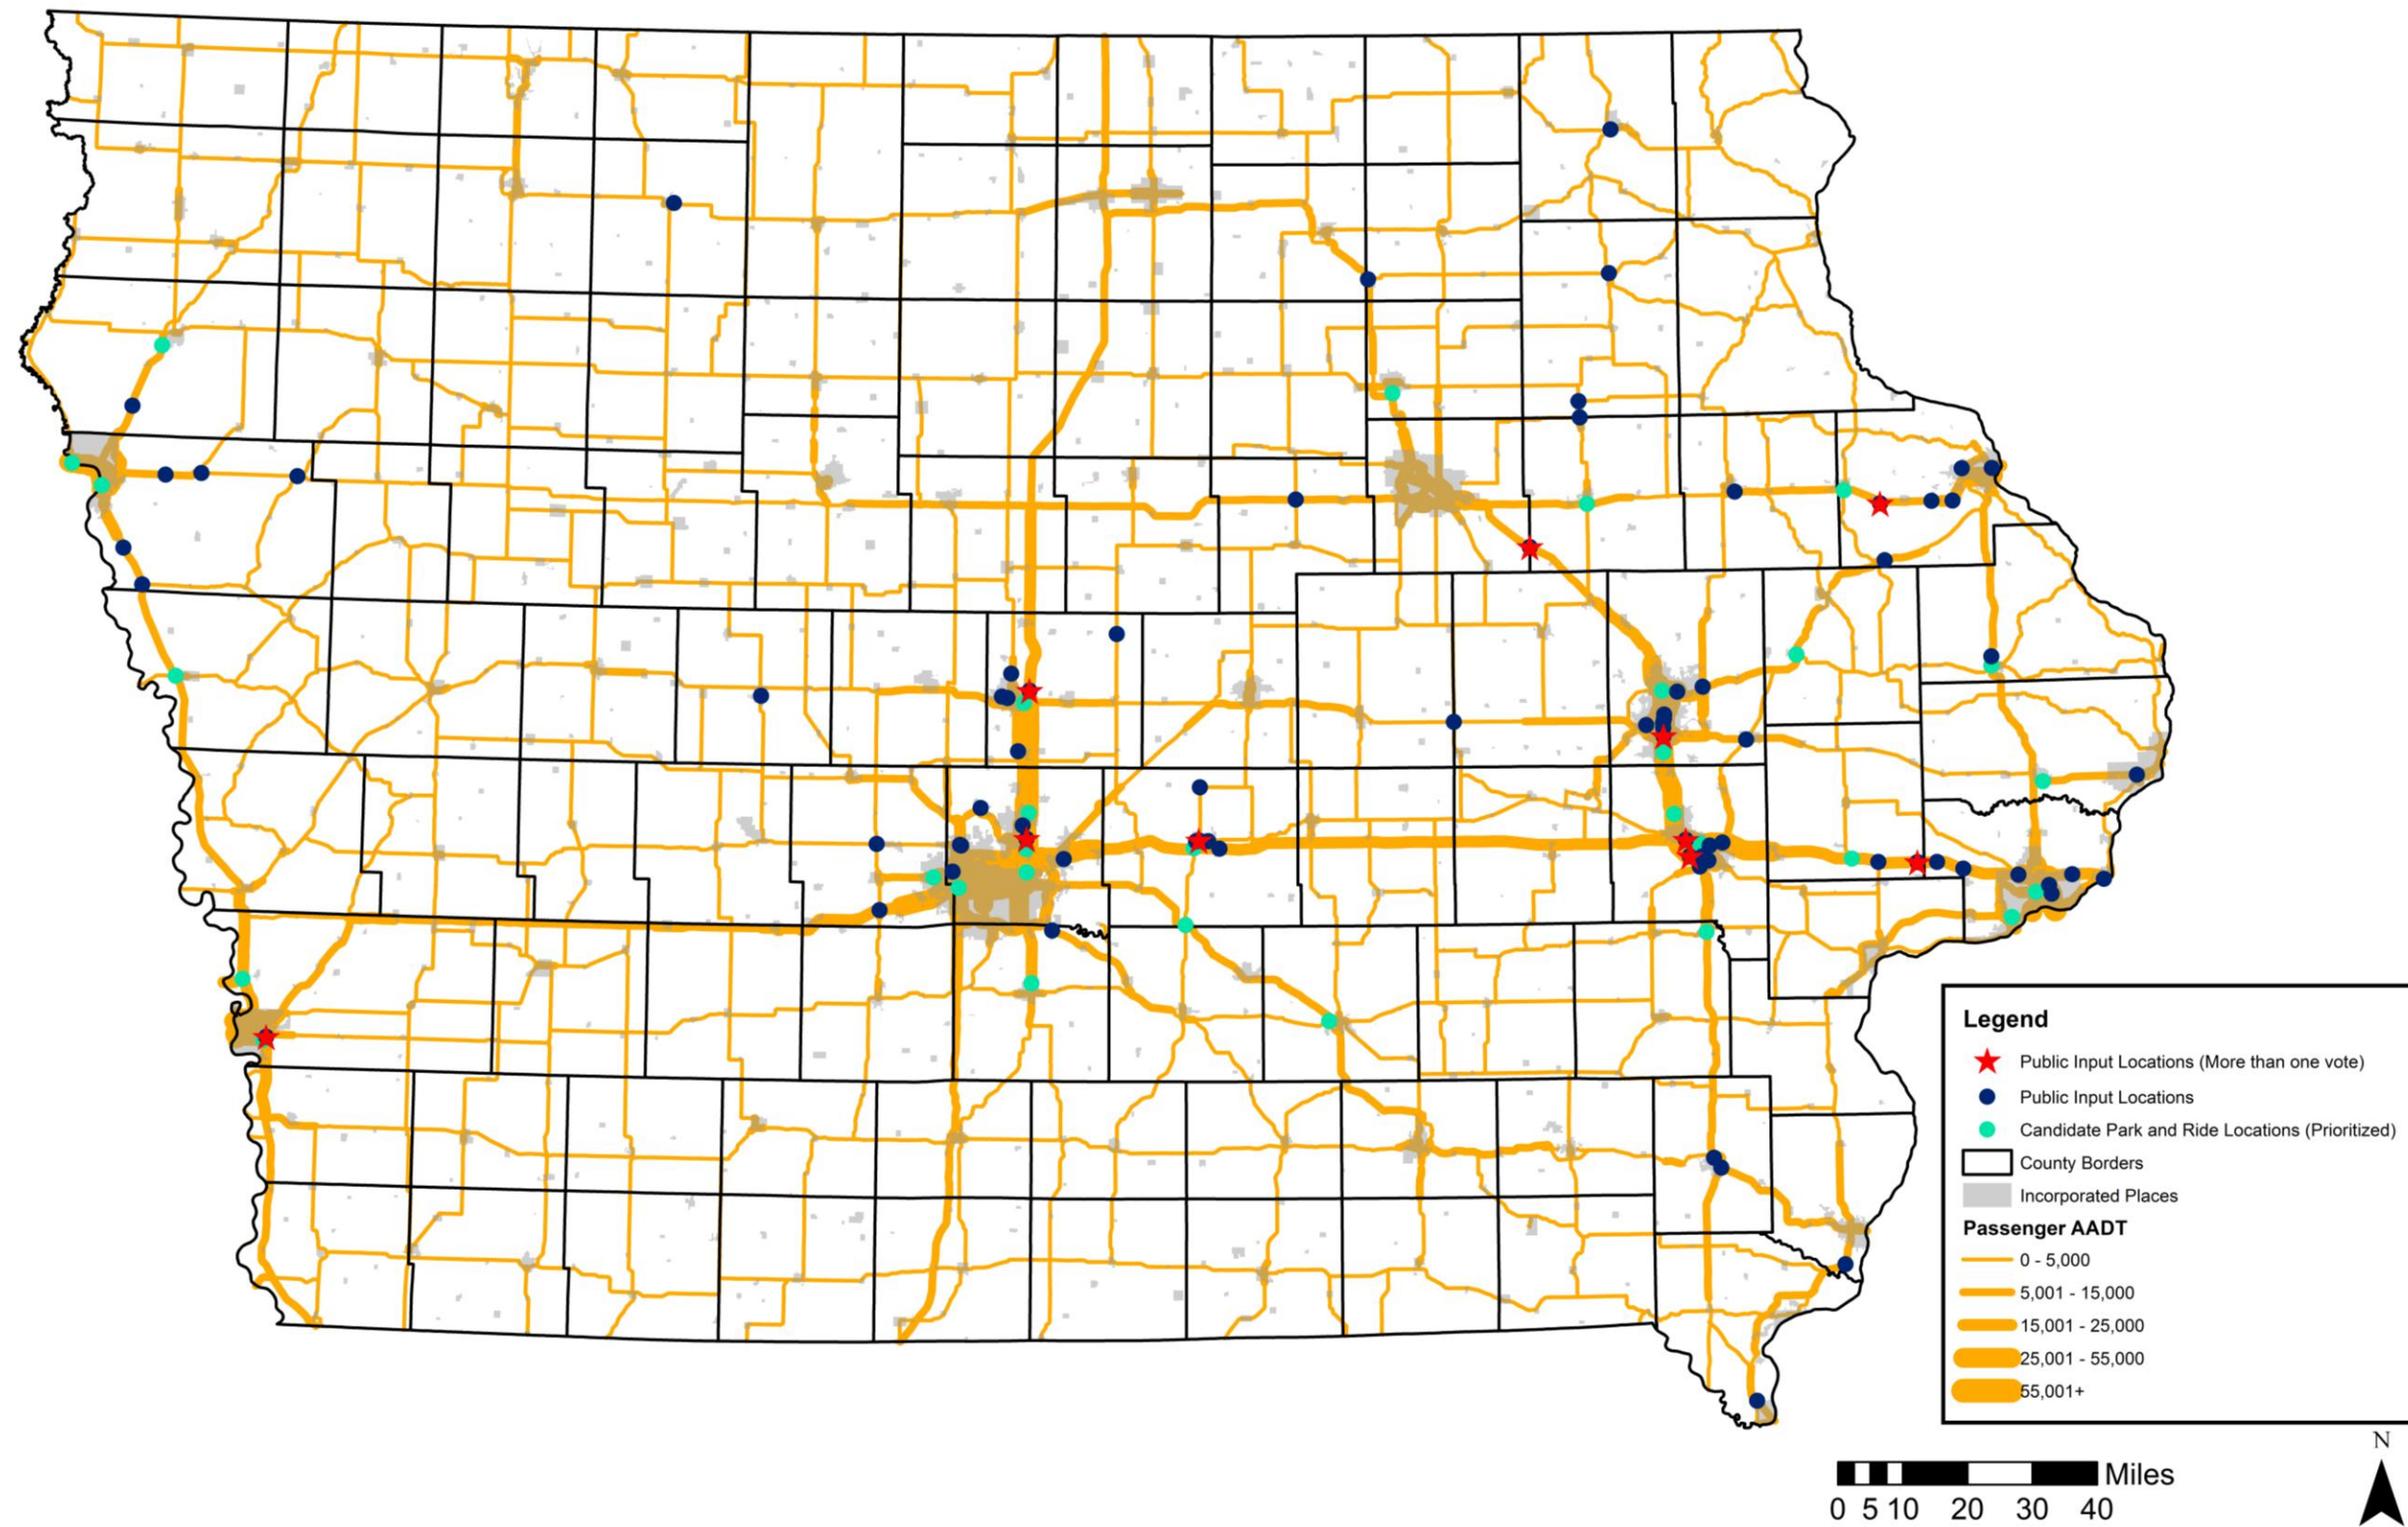 Legend
Public Input Locations (More than one vote)
Public Input Locations
Candidate Park and Ride Locations (Prioritized)
County Borders
Incorporated Places
Passenger AADT
0 - 5,000
5,001 - 15,000
15,001 - 25,000
25,001 - 55,000
55,001+
N
Miles
0 5 10 20 30 40